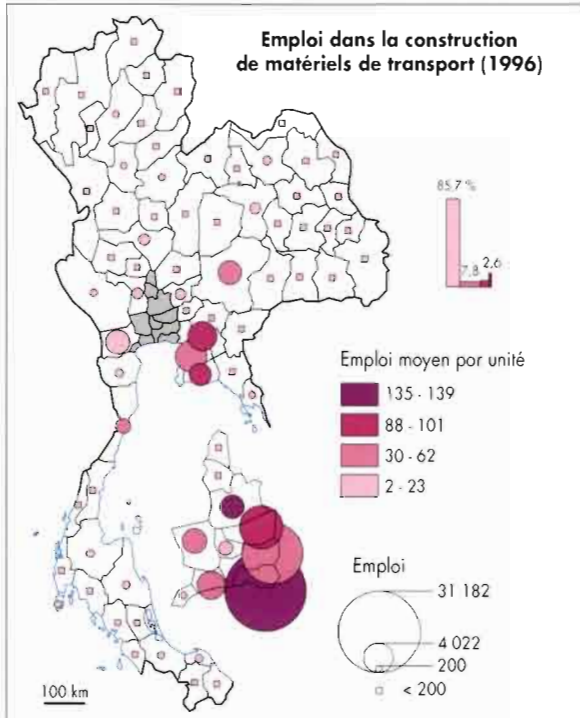 Emploi dans la construction
de matériels de transport (1996)
85,7 %
7,8
2,6
Emploi moyen por unité
135 - 139
88 - 101
30 - 62
2 - 23
Emploi
31 182
4 022
200
< 200
100 km